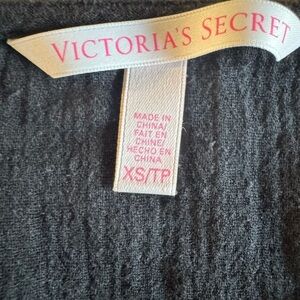 VICTORIA'S SECRET
MADE IN
CHINA/
FAIT EN
CHINE/
HECHO EN
CHINA
XS/TP